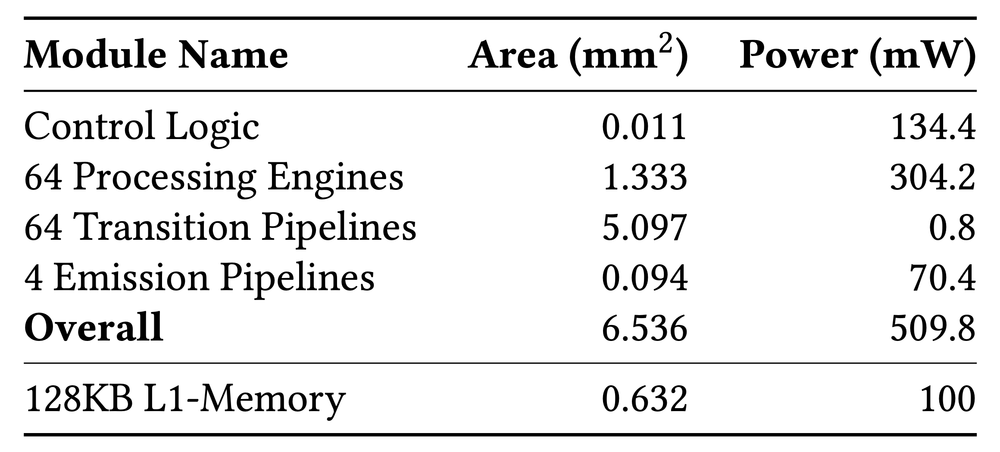 Module Name Area (mm²) Power (mW)
Control Logic 0.011 134.4
64 Processing Engines 1.333 304.2
64 Transition Pipelines 5.097 0.8
4 Emission Pipelines 0.094 70.4
Overall 6.536 509.8
128KB L1-Memory 0.632 100